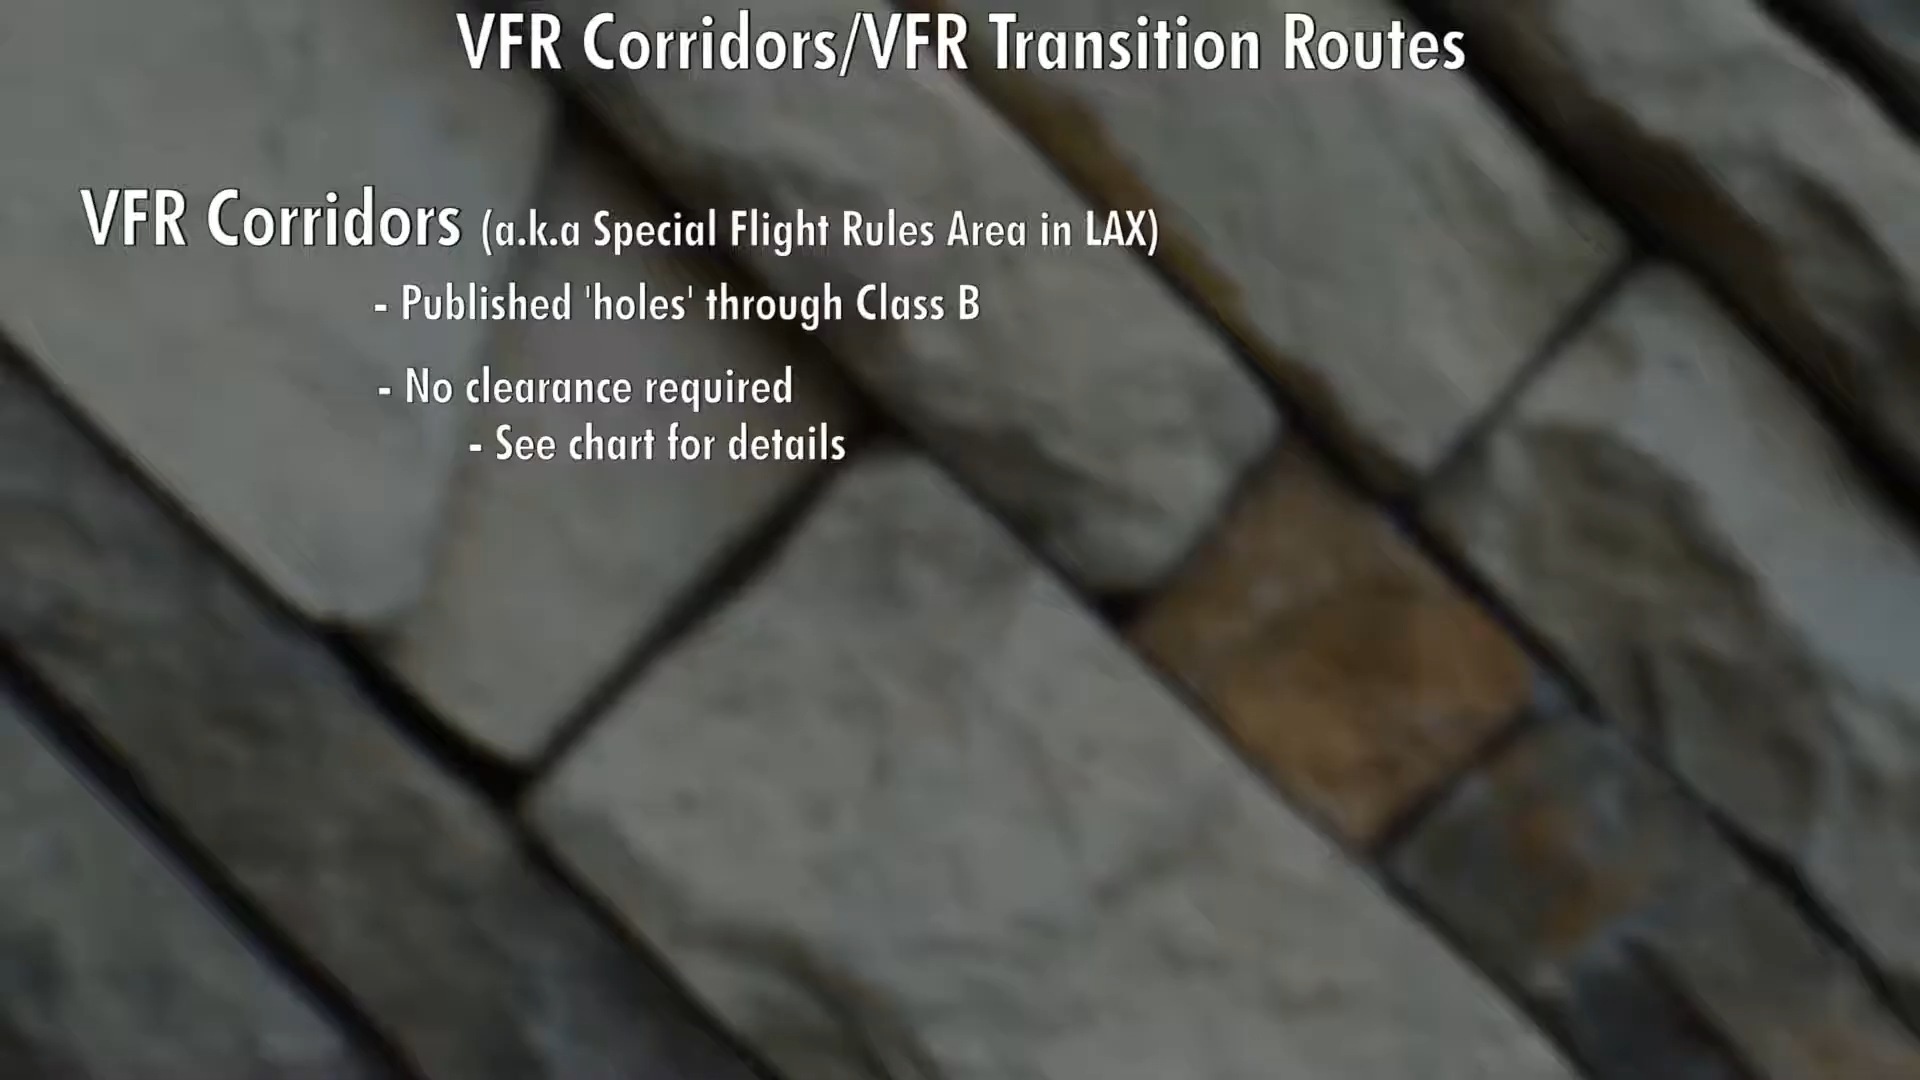 VFR Corridors/VFR Transition Routes
VFR Corridors (a.k.a Special Flight Rules Area in LAX)
- Published 'holes' through Class B
- No clearance required
- See chart for details